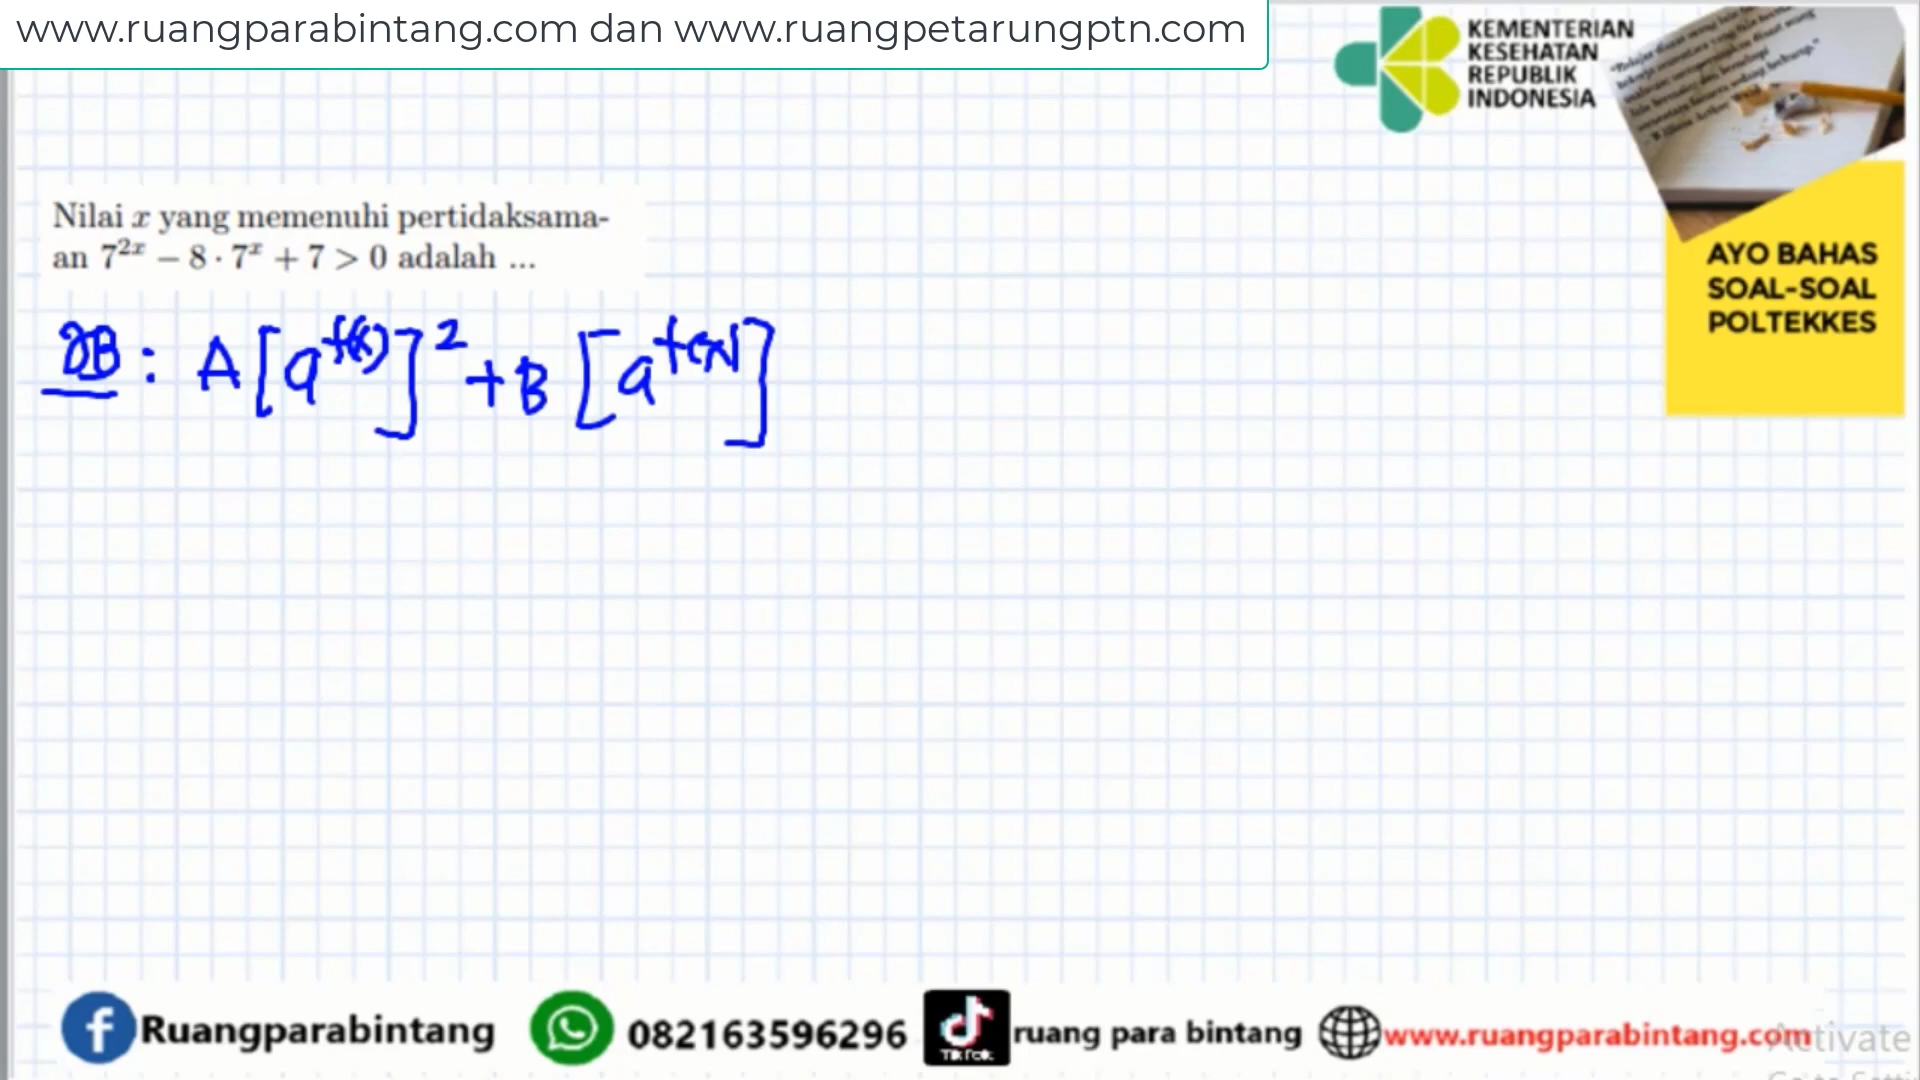 www.ruangparabintang.com dan www.ruangpetarungptn.com
KEMENTERIAN
KESEHATAN
REPUBLIK
INDONESIA
AYO BAHAS
SOAL-SOAL
POLTEKKES
Nilai x yang memenuhi pertidaksama-
an 7^{2x} − 8 · 7^x + 7 > 0 adalah ...
: A[a^{f(x)}]^2 + B [a^{f(x)}]
Ruangparabintang
082163596296
TikTok
ruang para bintang
www.ruangparabintang.com
Activate